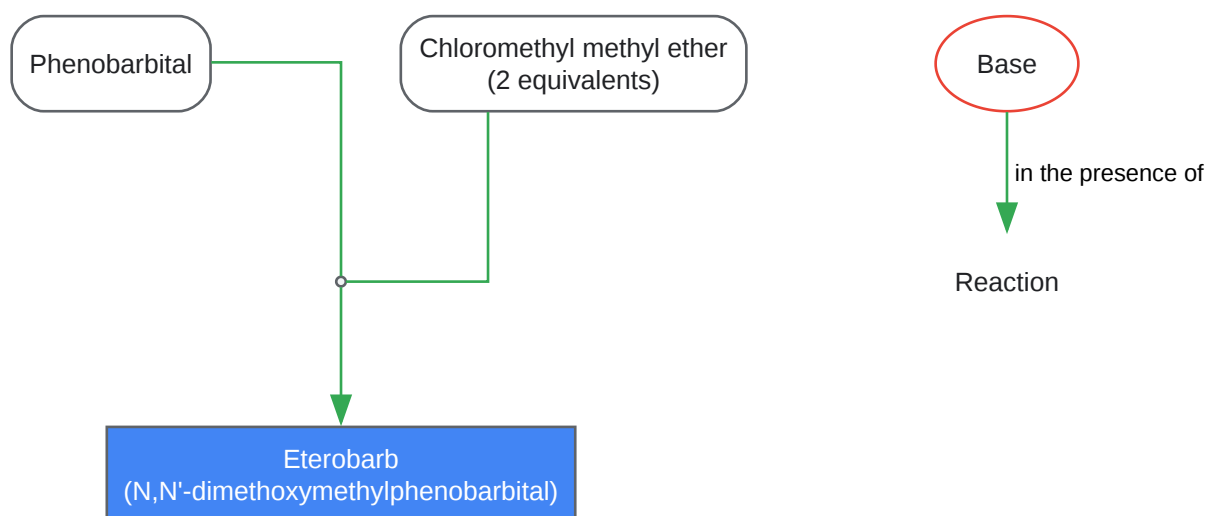 Phenobarbital
Chloromethyl methyl ether
(2 equivalents)
Base
in the presence of
Reaction
Eterobarb
(N,N'-dimethoxymethylphenobarbital)